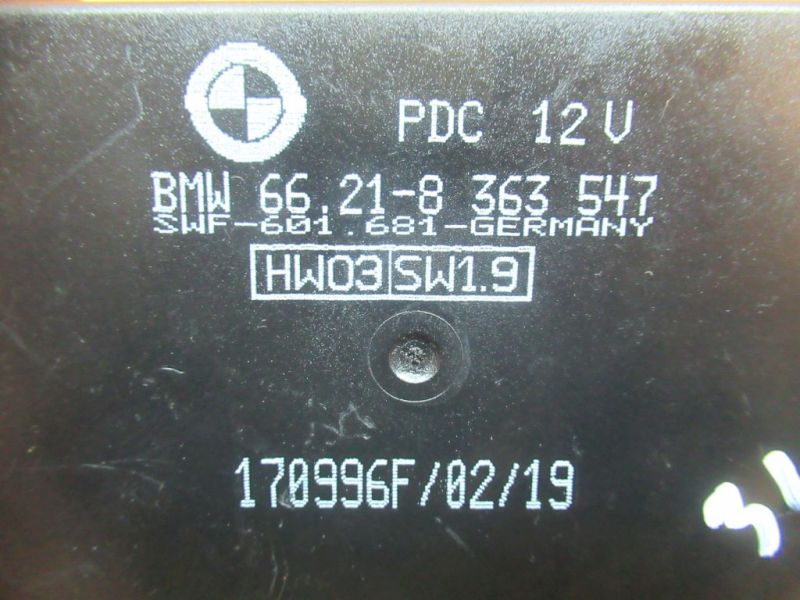 PDC 12V
BMW 66.21-8 363 547
SWF-601.681-GERMANY
HW03 SW1.9
170996F/02/19